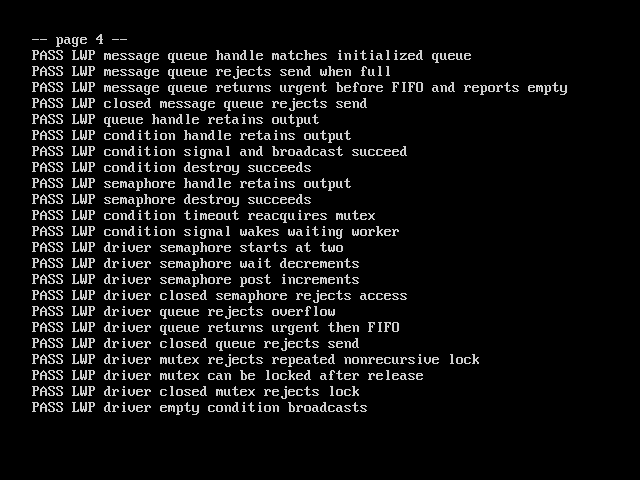 -- page 4 --
PASS LWP message queue handle matches initialized queue
PASS LWP message queue rejects send when full
PASS LWP message queue returns urgent before FIFO and reports empty
PASS LWP closed message queue rejects send
PASS LWP queue handle retains output
PASS LWP condition handle retains output
PASS LWP condition signal and broadcast succeed
PASS LWP condition destroy succeeds
PASS LWP semaphore handle retains output
PASS LWP semaphore destroy succeeds
PASS LWP condition timeout reacquires mutex
PASS LWP condition signal wakes waiting worker
PASS LWP driver semaphore starts at two
PASS LWP driver semaphore wait decrements
PASS LWP driver semaphore post increments
PASS LWP driver closed semaphore rejects access
PASS LWP driver queue rejects overflow
PASS LWP driver queue returns urgent then FIFO
PASS LWP driver closed queue rejects send
PASS LWP driver mutex rejects repeated nonrecursive lock
PASS LWP driver mutex can be locked after release
PASS LWP driver closed mutex rejects lock
PASS LWP driver empty condition broadcasts